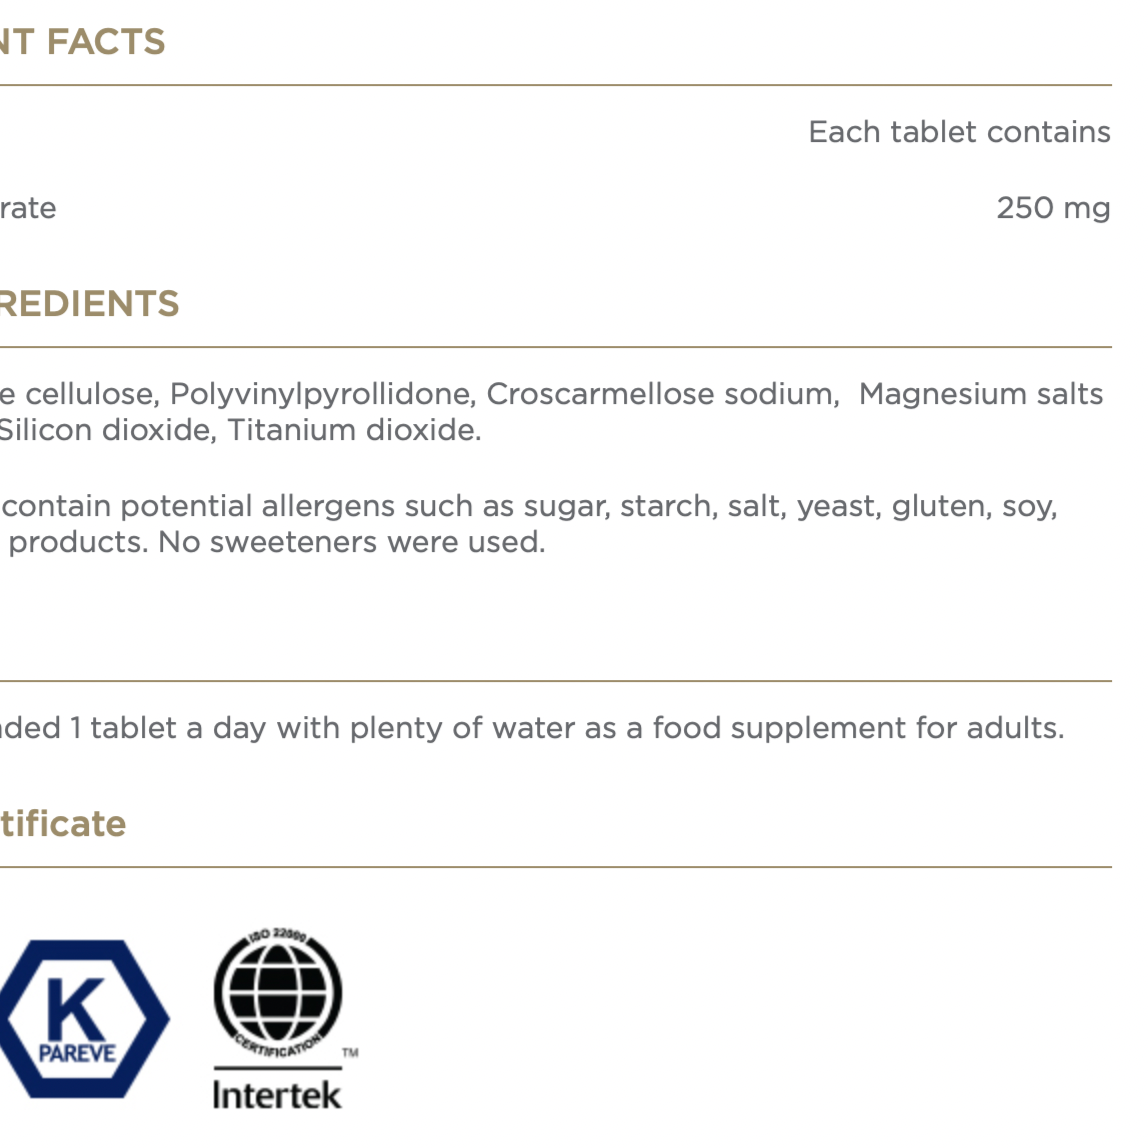 NT FACTS
Each tablet contains
rate 250 mg
REDIENTS
e cellulose, Polyvinylpyrollidone, Croscarmellose sodium,  Magnesium salts
Silicon dioxide, Titanium dioxide.
contain potential allergens such as sugar, starch, salt, yeast, gluten, soy,
products. No sweeteners were used.
ded 1 tablet a day with plenty of water as a food supplement for adults.
tificate
K
PAREVE
ISO 22000
CERTIFICATION
TM
Intertek